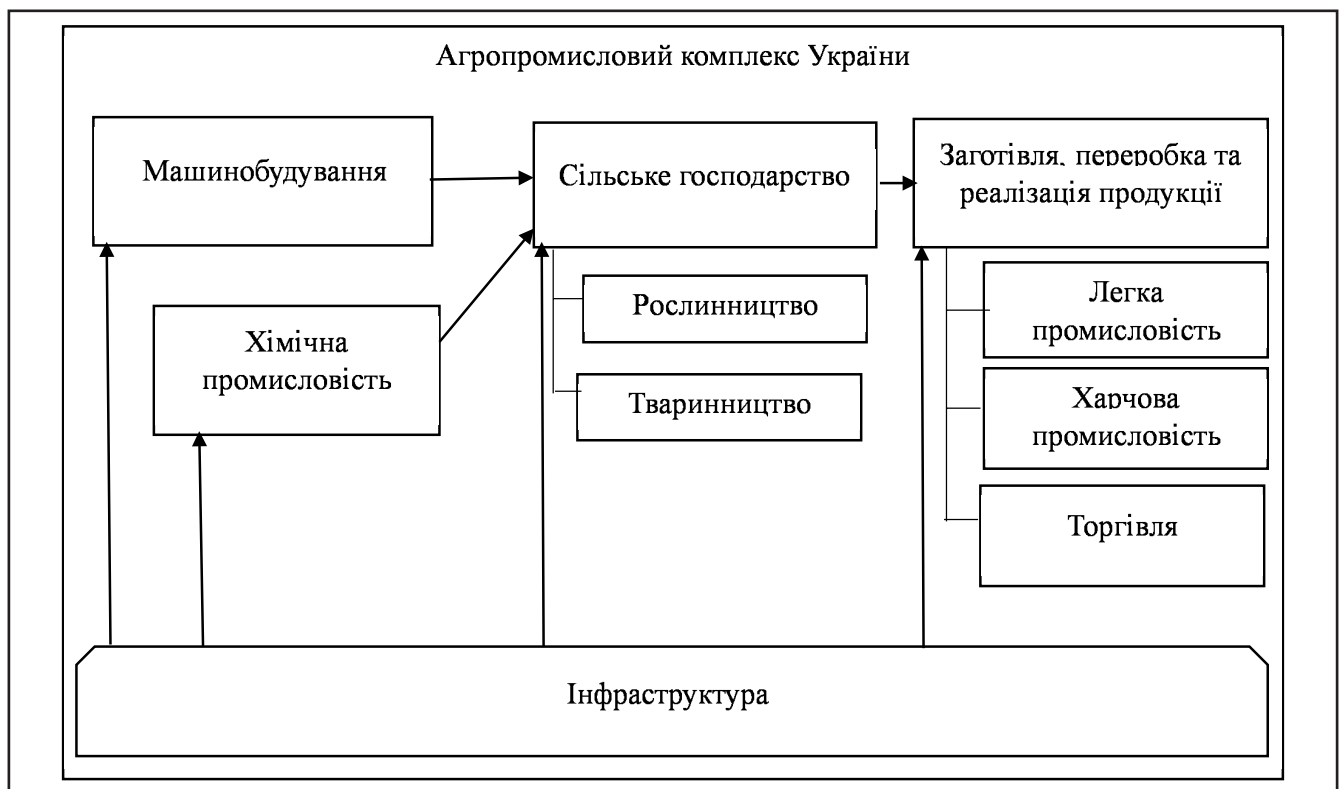 Агропромисловий комплекс України
Машинобудування
Сільське господарство
Заготівля, переробка та
реалізація продукції
Хімічна
промисловість
Рослинництво
Тваринництво
Легка
промисловість
Харчова
промисловість
Торгівля
Інфраструктура